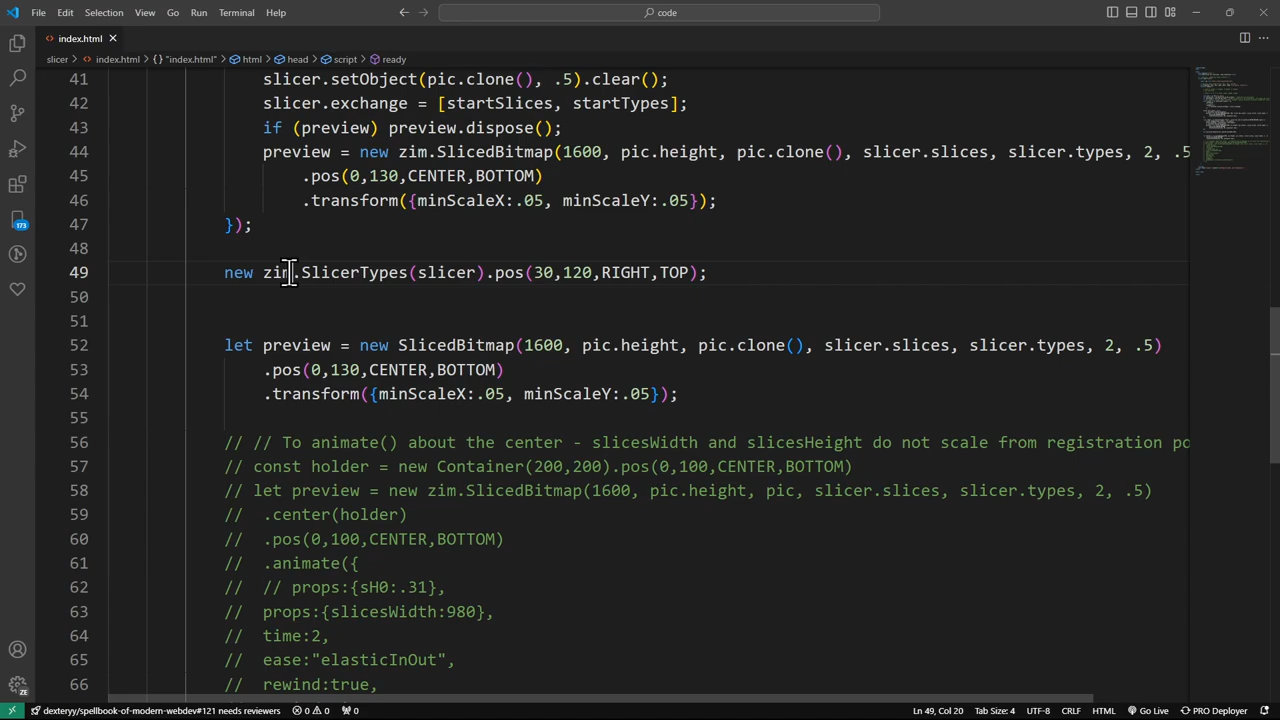 File Edit Selection View Go Run Terminal Help
code
index.html
slicer > index.html > {} "index.html" > html > head > script > ready
41 slicer.setObject(pic.clone(), .5).clear();
42 slicer.exchange = [startSlices, startTypes];
43 if (preview) preview.dispose();
44 preview = new zim.SlicedBitmap(1600, pic.height, pic.clone(), slicer.slices, slicer.types, 2, .5
45 .pos(0,130,CENTER,BOTTOM)
46 .transform({minScaleX:.05, minScaleY:.05});
47 });
48
49 new zim.SlicerTypes(slicer).pos(30,120,RIGHT,TOP);
50
51
52 let preview = new SlicedBitmap(1600, pic.height, pic.clone(), slicer.slices, slicer.types, 2, .5)
53 .pos(0,130,CENTER,BOTTOM)
54 .transform({minScaleX:.05, minScaleY:.05});
55
56 // // To animate() about the center - slicesWidth and slicesHeight do not scale from registration po
57 // const holder = new Container(200,200).pos(0,100,CENTER,BOTTOM)
58 // let preview = new zim.SlicedBitmap(1600, pic.height, pic, slicer.slices, slicer.types, 2, .5)
59 // .center(holder)
60 // .pos(0,100,CENTER,BOTTOM)
61 // .animate({
62 // // props:{sH0:.31},
63 // props:{slicesWidth:980},
64 // time:2,
65 // ease:"elasticInOut",
66 // rewind:true,
173
ZE
dexteryy/spellbook-of-modern-webdev#121 needs reviewers 0 0 0 Ln 49, Col 20 Tab Size: 4 UTF-8 CRLF HTML Go Live PRO Deployer